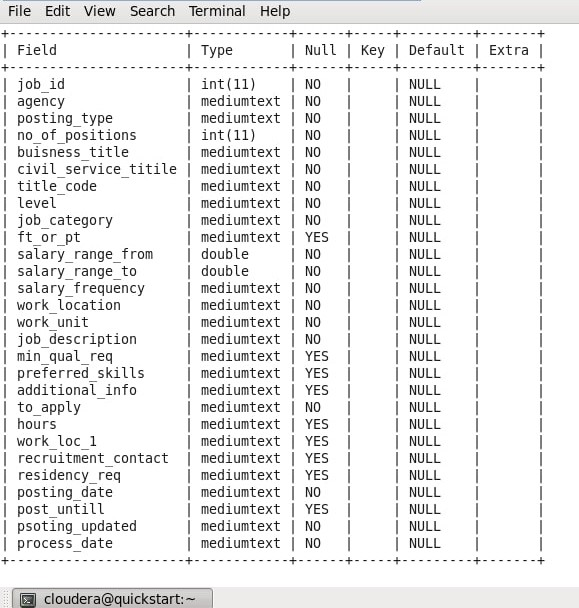 File Edit View Search Terminal Help
+----------------------+------------+------+-----+---------+-------+
| Field                | Type       | Null | Key | Default | Extra |
+----------------------+------------+------+-----+---------+-------+
| job_id               | int(11)    | NO   |     | NULL    |       |
| agency               | mediumtext | NO   |     | NULL    |       |
| posting_type         | mediumtext | NO   |     | NULL    |       |
| no_of_positions      | int(11)    | NO   |     | NULL    |       |
| buisness_title       | mediumtext | NO   |     | NULL    |       |
| civil_service_titile | mediumtext | NO   |     | NULL    |       |
| title_code           | mediumtext | NO   |     | NULL    |       |
| level                | mediumtext | NO   |     | NULL    |       |
| job_category         | mediumtext | NO   |     | NULL    |       |
| ft_or_pt             | mediumtext | YES  |     | NULL    |       |
| salary_range_from    | double     | NO   |     | NULL    |       |
| salary_range_to      | double     | NO   |     | NULL    |       |
| salary_frequency     | mediumtext | NO   |     | NULL    |       |
| work_location        | mediumtext | NO   |     | NULL    |       |
| work_unit            | mediumtext | NO   |     | NULL    |       |
| job_description      | mediumtext | NO   |     | NULL    |       |
| min_qual_req         | mediumtext | YES  |     | NULL    |       |
| preferred_skills     | mediumtext | YES  |     | NULL    |       |
| additional_info      | mediumtext | YES  |     | NULL    |       |
| to_apply             | mediumtext | NO   |     | NULL    |       |
| hours                | mediumtext | YES  |     | NULL    |       |
| work_loc_1           | mediumtext | YES  |     | NULL    |       |
| recruitment_contact  | mediumtext | YES  |     | NULL    |       |
| residency_req        | mediumtext | YES  |     | NULL    |       |
| posting_date         | mediumtext | NO   |     | NULL    |       |
| post_untill          | mediumtext | YES  |     | NULL    |       |
| psoting_updated      | mediumtext | NO   |     | NULL    |       |
| process_date         | mediumtext | NO   |     | NULL    |       |
+----------------------+------------+------+-----+---------+-------+
cloudera@quickstart:~